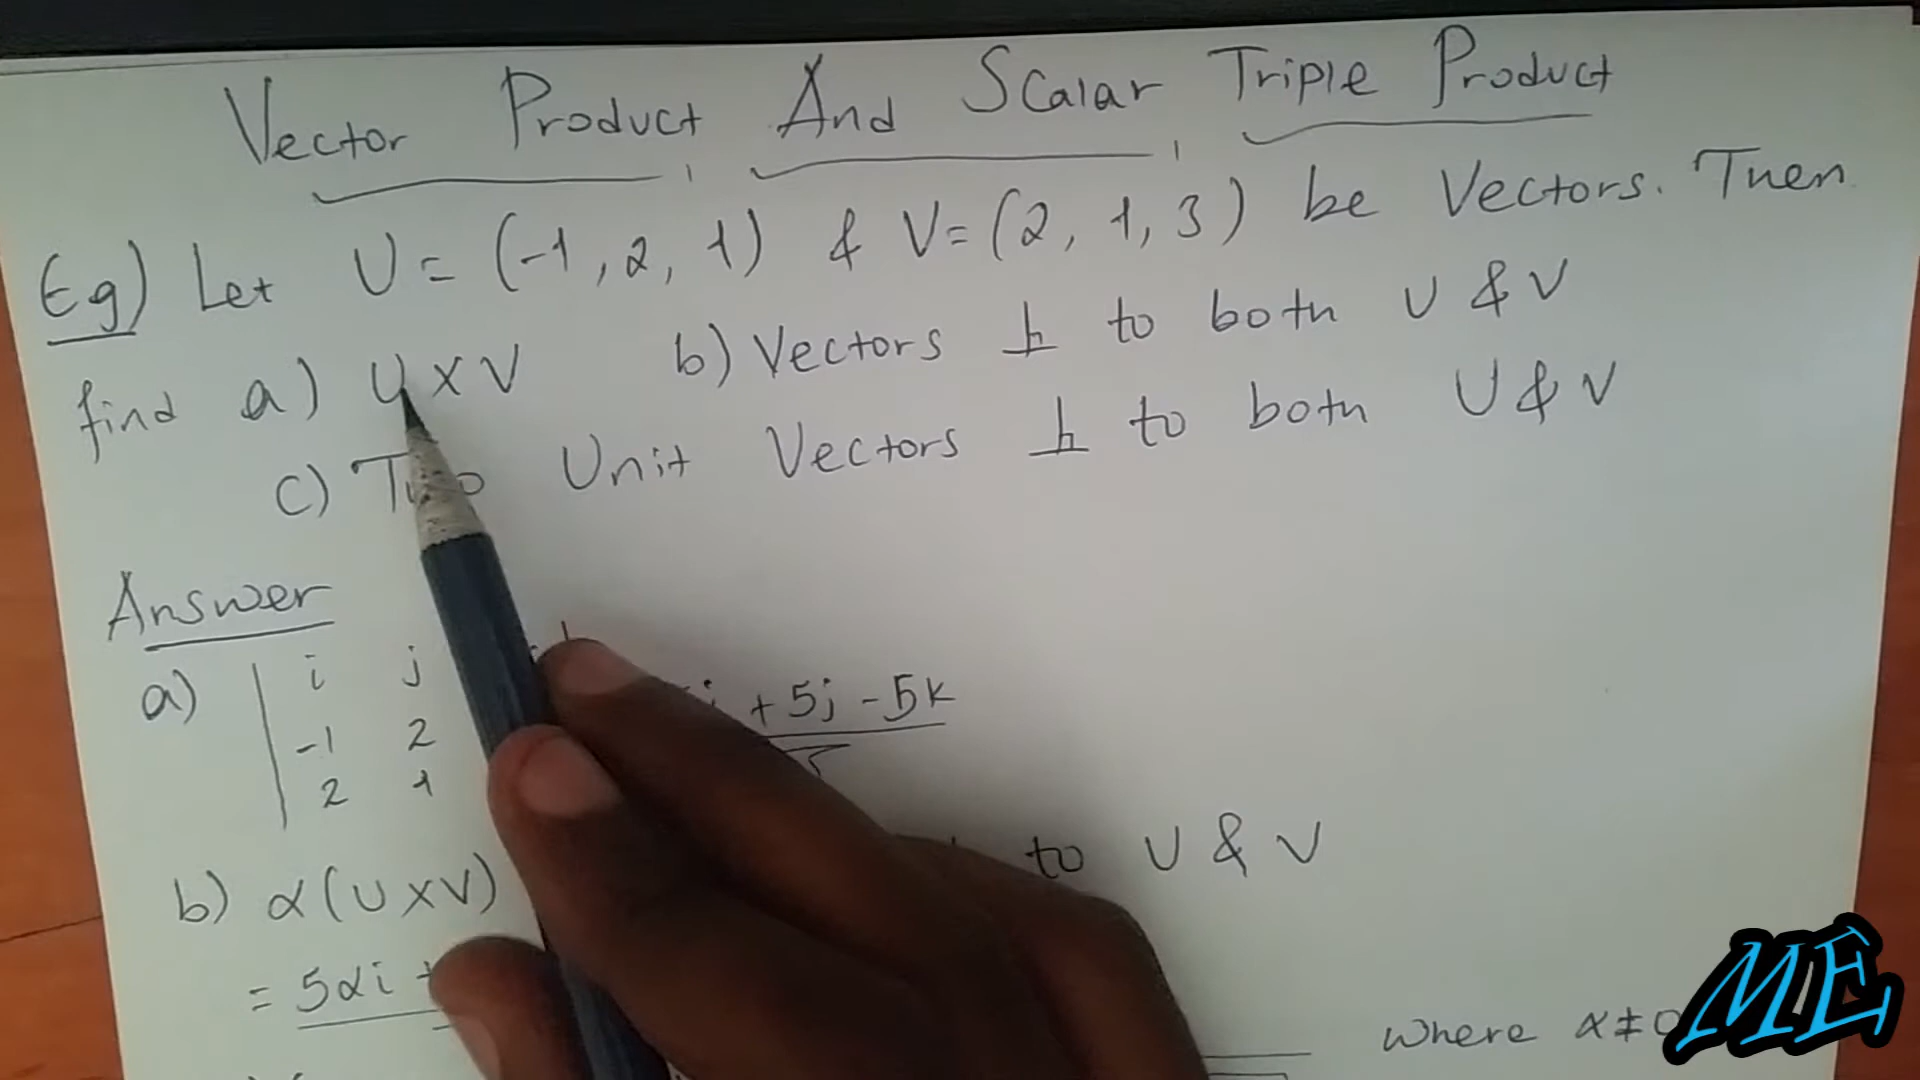 Vector Product And Scalar Triple Product
Eg) Let U = (-1, 2, 1) & V = (2, 1, 3) be Vectors. Then
find a) U x V b) Vectors ⊥ to both U & V
c) Two Unit Vectors ⊥ to both U & V
Answer
a) | i j
-1 2
2 1
+ 5j - 5k
b) α(U x V) to U & V
= 5αi +
where α ≠ 0
ME